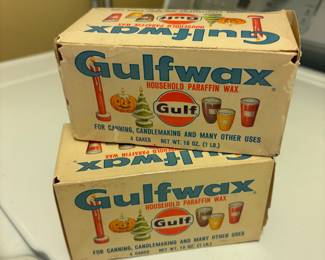 Gulf
Gulfwax
Gulfwax
HOUSEHOLD PARAFFIN WAX
Gulf
FOR CANNING, CANDLEMAKING AND MANY OTHER USES
4 CAKES NET WT. 16 OZ. (1 LB.)
Gulfwax
HOUSEHOLD PARAFFIN WAX
Gulf
FOR CANNING, CANDLEMAKING AND MANY OTHER USES
4 CAKES NET WT. 16 OZ. (1 LB.)